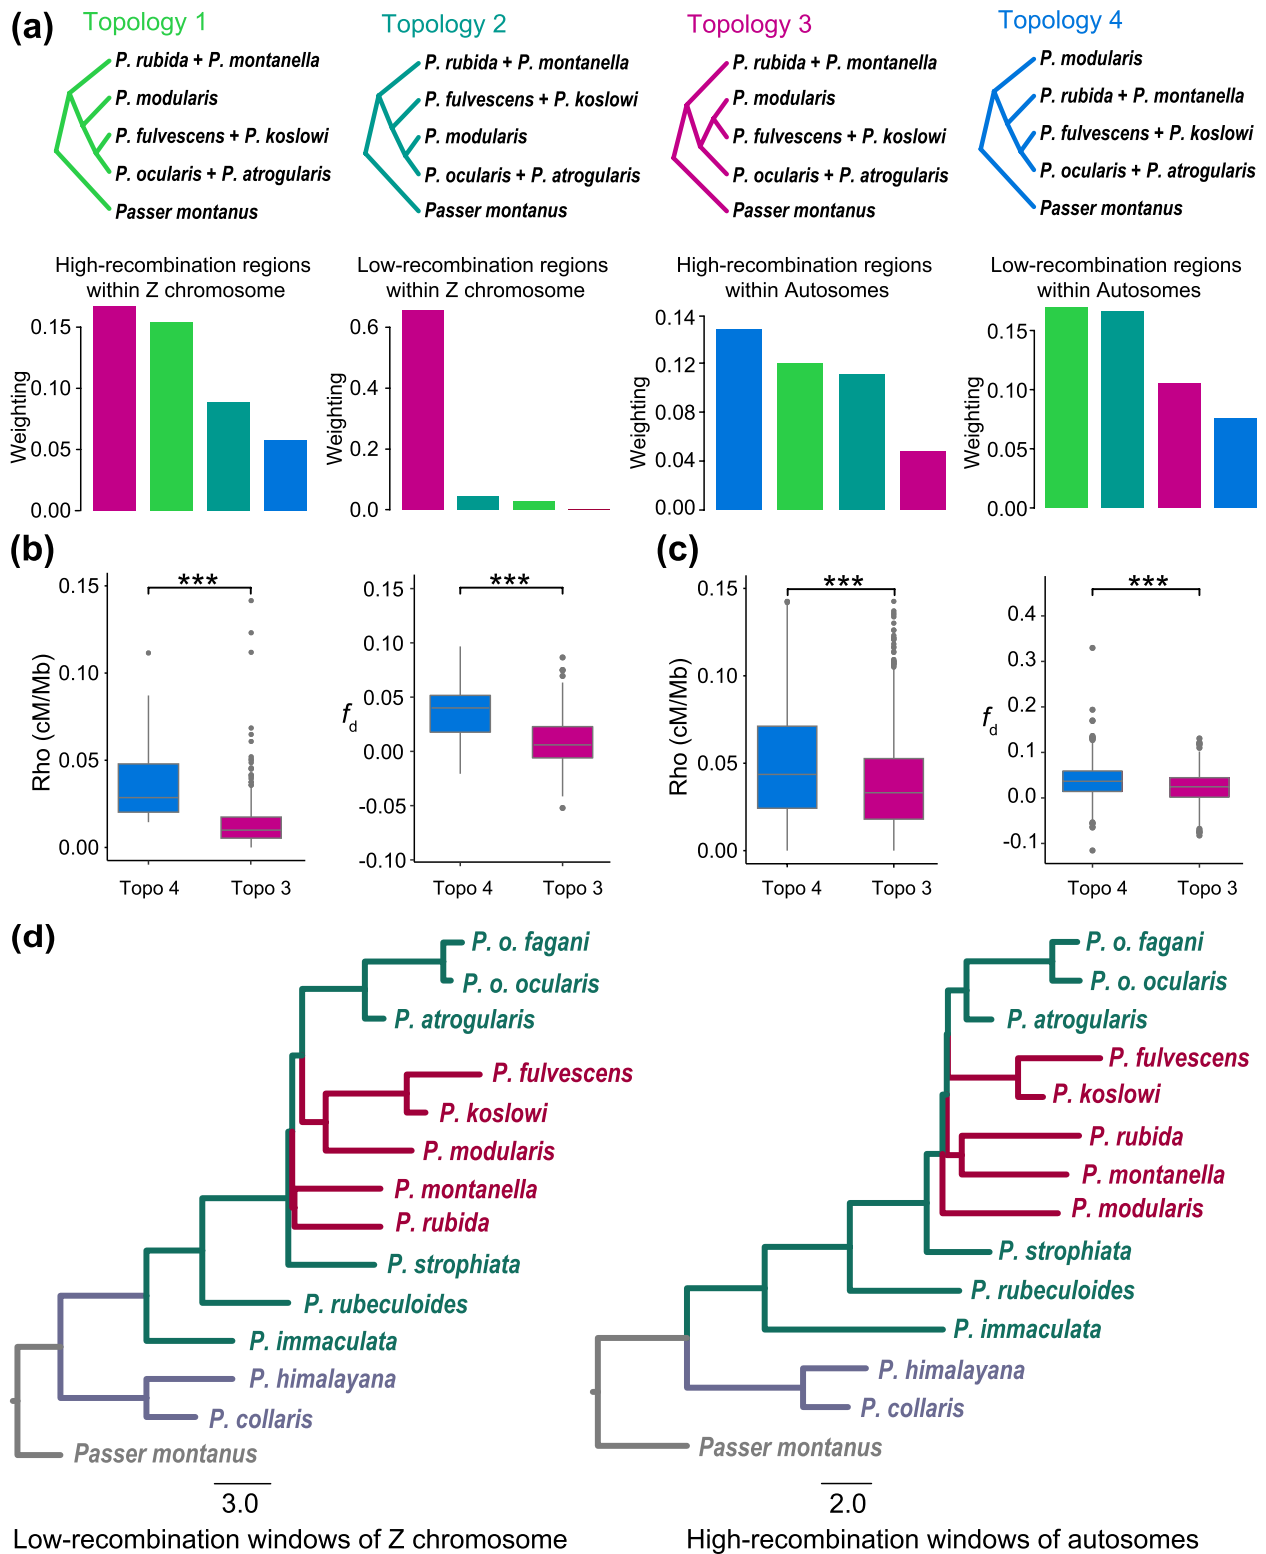 (a)
Topology 1
P. rubida + P. montanella
P. modularis
P. fulvescens + P. koslowi
P. ocularis + P. atrogularis
Passer montanus
Topology 2
P. rubida + P. montanella
P. fulvescens + P. koslowi
P. modularis
P. ocularis + P. atrogularis
Passer montanus
Topology 3
P. rubida + P. montanella
P. modularis
P. fulvescens + P. koslowi
P. ocularis + P. atrogularis
Passer montanus
Topology 4
P. modularis
P. rubida + P. montanella
P. fulvescens + P. koslowi
P. ocularis + P. atrogularis
Passer montanus
High-recombination regions
within Z chromosome
Weighting
0.15
0.10
0.05
0.00
Low-recombination regions
within Z chromosome
Weighting
0.6
0.4
0.2
0.0
High-recombination regions
within Autosomes
Weighting
0.14
0.12
0.08
0.04
0.00
Low-recombination regions
within Autosomes
Weighting
0.15
0.10
0.05
0.00
(b)
Rho (cM/Mb)
0.15
0.10
0.05
0.00
***
Topo 4
Topo 3
fd
0.15
0.10
0.05
0.00
-0.05
-0.10
***
Topo 4
Topo 3
(c)
Rho (cM/Mb)
0.15
0.10
0.05
0.00
***
Topo 4
Topo 3
fd
0.4
0.3
0.2
0.1
0.0
-0.1
***
Topo 4
Topo 3
(d)
P. o. fagani
P. o. ocularis
P. atrogularis
P. fulvescens
P. koslowi
P. modularis
P. montanella
P. rubida
P. strophiata
P. rubeculoides
P. immaculata
P. himalayana
P. collaris
Passer montanus
3.0
Low-recombination windows of Z chromosome
P. o. fagani
P. o. ocularis
P. atrogularis
P. fulvescens
P. koslowi
P. rubida
P. montanella
P. modularis
P. strophiata
P. rubeculoides
P. immaculata
P. himalayana
P. collaris
Passer montanus
2.0
High-recombination windows of autosomes